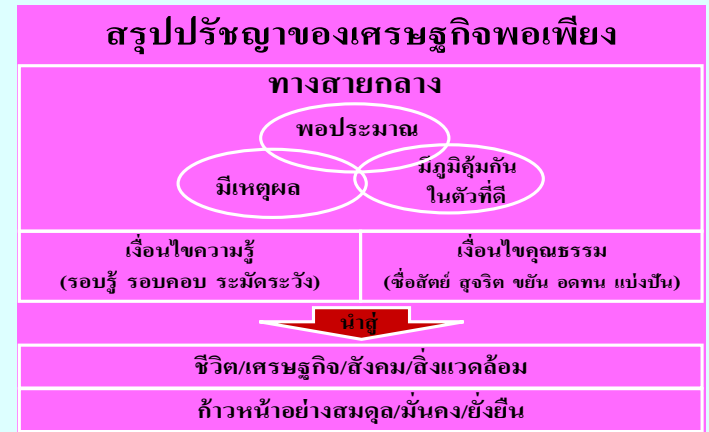 สรุปปรัชญาของเศรษฐกิจพอเพียง
ทางสายกลาง
พอประมาณ
มีเหตุผล
มีภูมิคุ้มกัน
ในตัวที่ดี
เงื่อนไขความรู้
(รอบรู้ รอบคอบ ระมัดระวัง)
เงื่อนไขคุณธรรม
(ซื่อสัตย์ สุจริต ขยัน อดทน แบ่งปัน)
นำสู่
ชีวิต/เศรษฐกิจ/สังคม/สิ่งแวดล้อม
ก้าวหน้าอย่างสมดุล/มั่นคง/ยั่งยืน